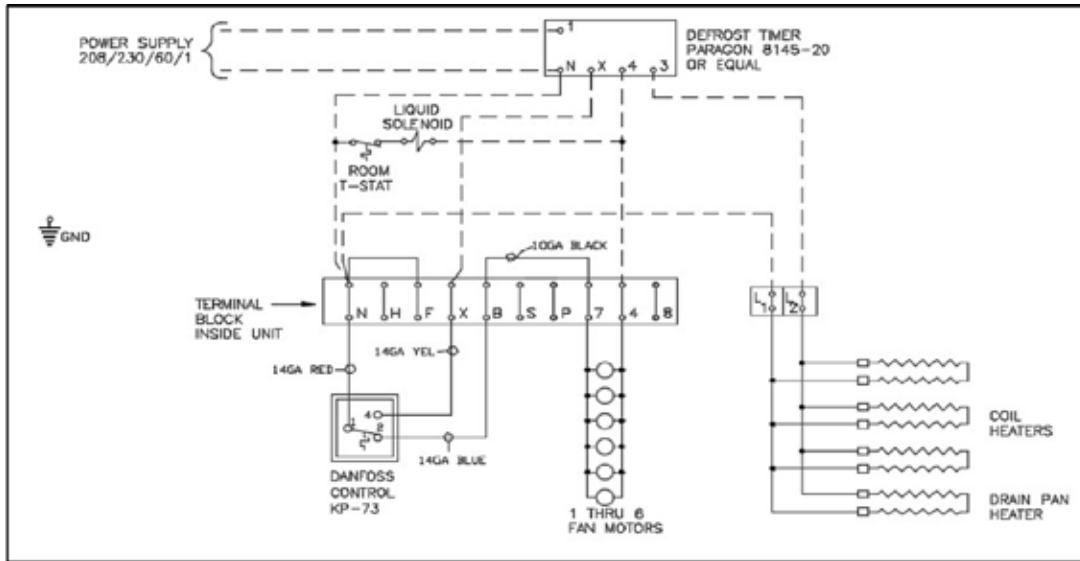 POWER SUPPLY
208/230/60/1
1
N X 4 3
DEFROST TIMER
PARAGON 8145-20
OR EQUAL
LIQUID
SOLENOID
ROOM
T-STAT
GND
10GA BLACK
TERMINAL
BLOCK
INSIDE UNIT
N H F X B S P 7 4 8
L1 L2
14GA YEL
14GA RED
4
1 2
14GA BLUE
DANFOSS
CONTROL
KP-73
1 THRU 6
FAN MOTORS
COIL
HEATERS
DRAIN PAN
HEATER